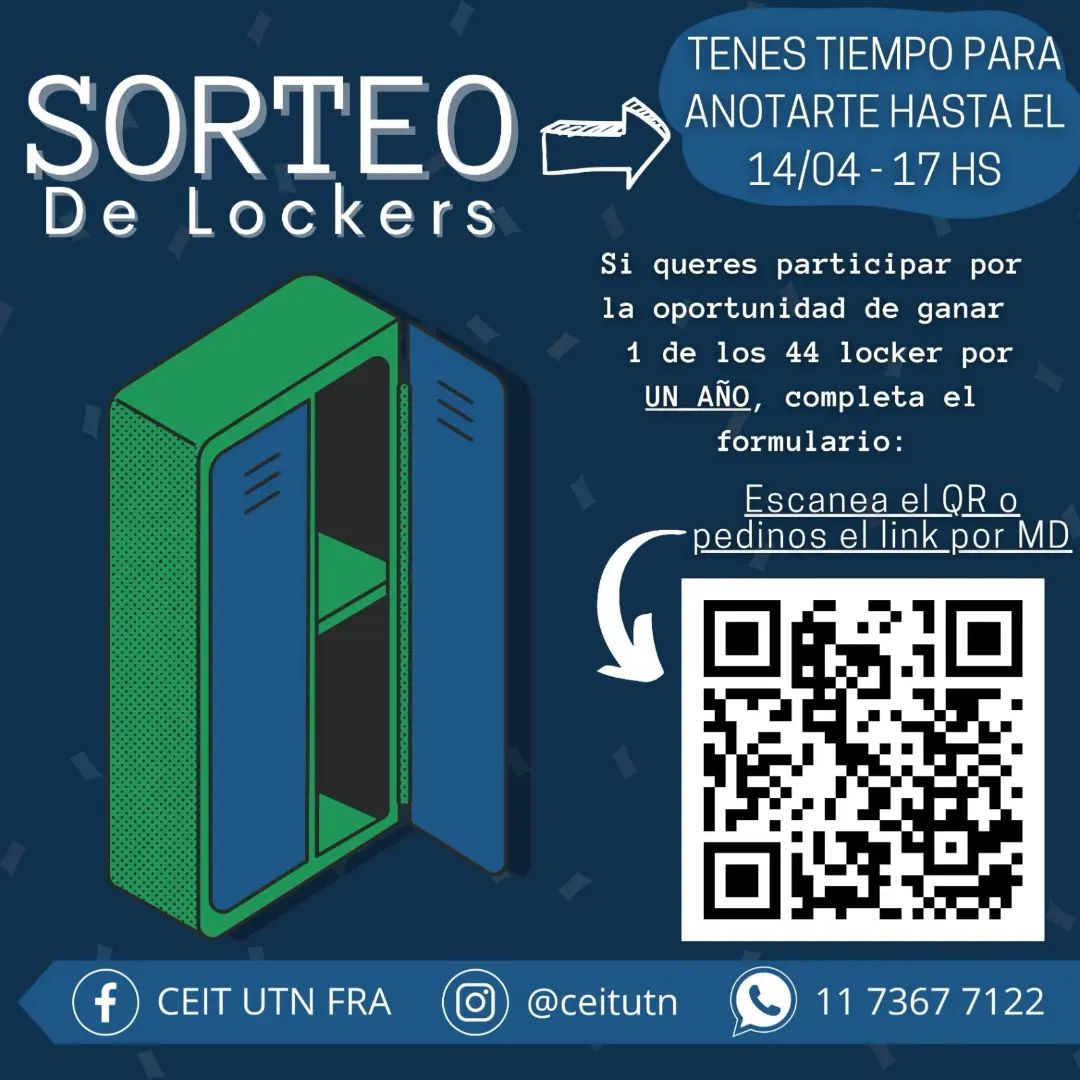 SORTEO
De Lockers
TENES TIEMPO PARA
ANOTARTE HASTA EL
14/04 - 17 HS
Si queres participar por
la oportunidad de ganar
1 de los 44 locker por
UN AÑO, completa el
formulario:
Escanea el QR o
pedinos el link por MD
CEIT UTN FRA
@ceitutn
11 7367 7122